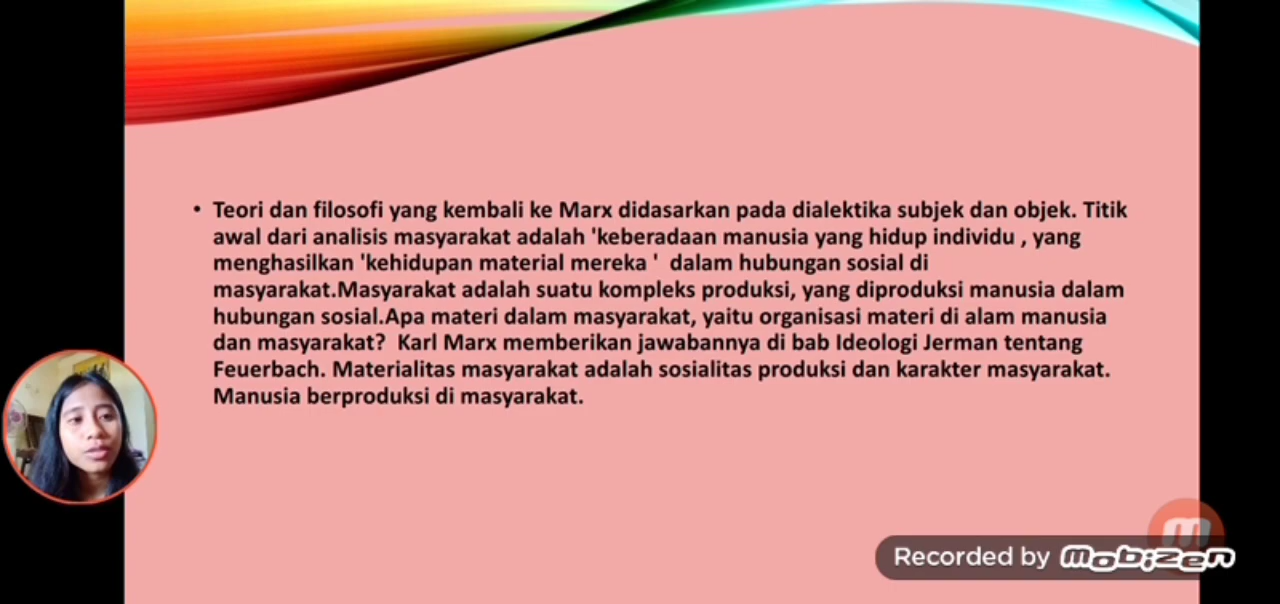 • Teori dan filosofi yang kembali ke Marx didasarkan pada dialektika subjek dan objek. Titik
awal dari analisis masyarakat adalah 'keberadaan manusia yang hidup individu , yang
menghasilkan 'kehidupan material mereka '  dalam hubungan sosial di
masyarakat.Masyarakat adalah suatu kompleks produksi, yang diproduksi manusia dalam
hubungan sosial.Apa materi dalam masyarakat, yaitu organisasi materi di alam manusia
dan masyarakat?  Karl Marx memberikan jawabannya di bab Ideologi Jerman tentang
Feuerbach. Materialitas masyarakat adalah sosialitas produksi dan karakter masyarakat.
Manusia berproduksi di masyarakat.
Recorded by mobizen